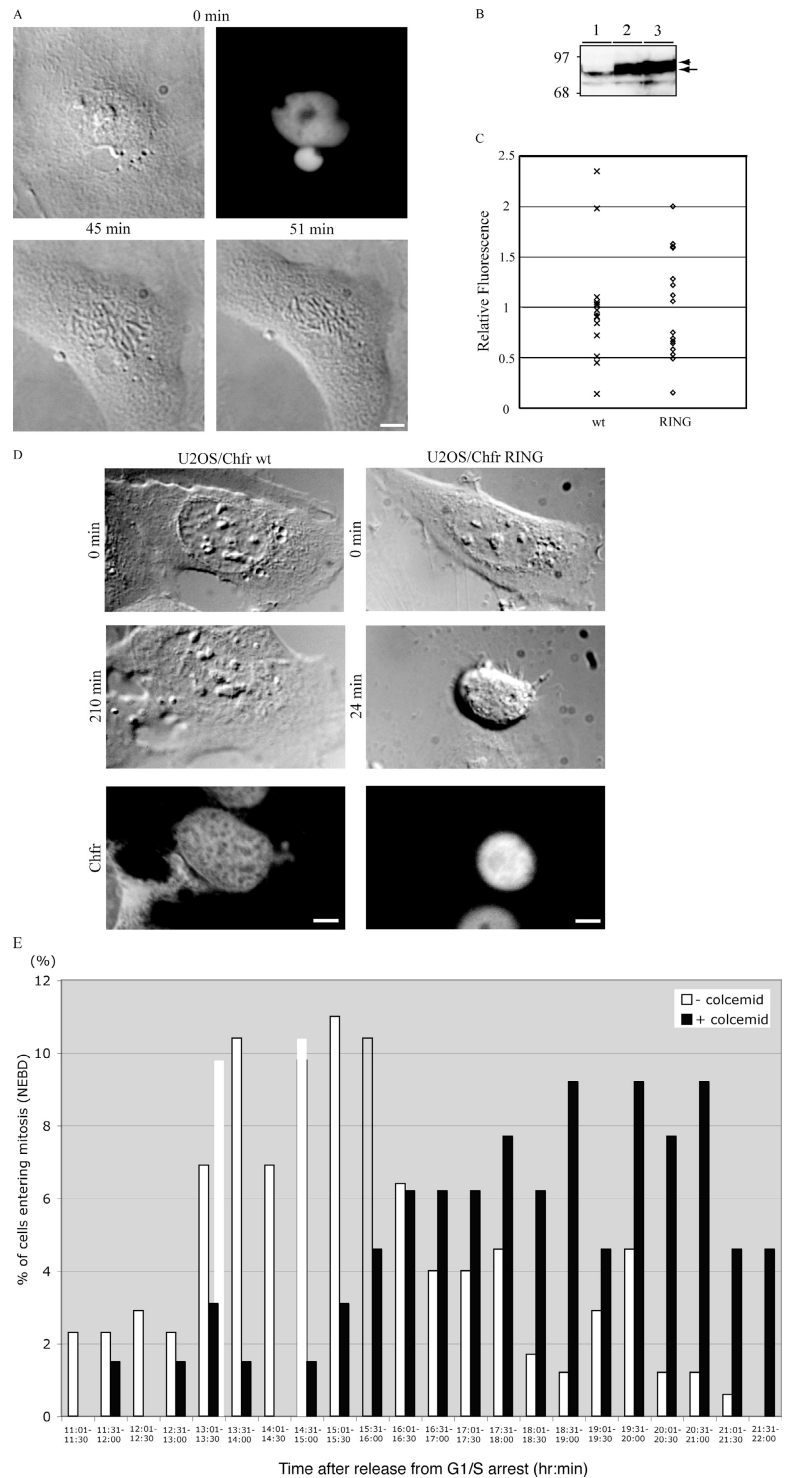 A
0 min
45 min
51 min
B
1 2 3
97
68
C
2.5
2
1.5
1
0.5
0
Relative Fluorescence
wt RING
D
U2OS/Chfr wt
U2OS/Chfr RING
0 min
0 min
210 min
24 min
Chfr
E
(%)
12
10
8
6
4
2
0
% of cells entering mitosis (NEBD)
- colcemid
+ colcemid
11:01-11:30
11:31-12:00
12:01-12:30
12:31-13:00
13:01-13:30
13:31-14:00
14:01-14:30
14:31-15:00
15:01-15:30
15:31-16:00
16:01-16:30
16:31-17:00
17:01-17:30
17:31-18:00
18:01-18:30
18:31-19:00
19:01-19:30
19:31-20:00
20:01-20:30
20:31-21:00
21:01-21:30
21:31-22:00
Time after release from G1/S arrest (hr:min)